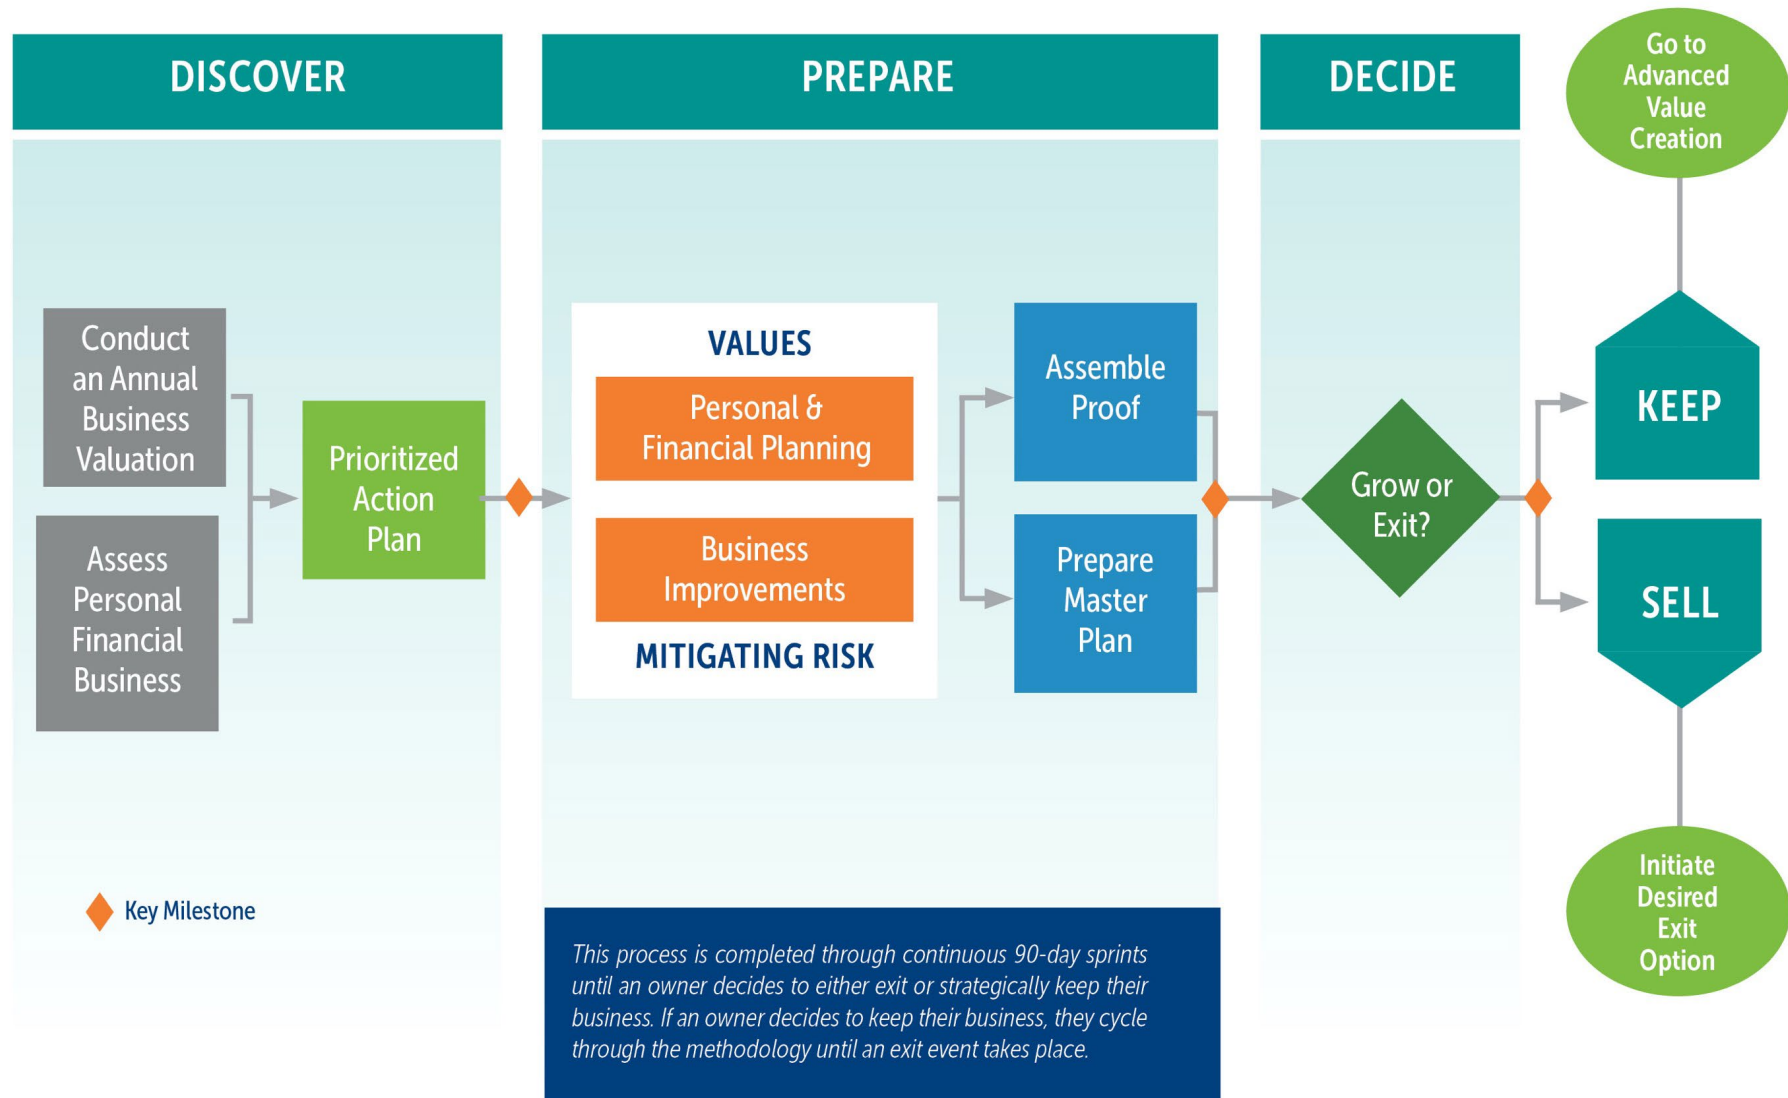 DISCOVER
Conduct
an Annual
Business
Valuation
Assess
Personal
Financial
Business
Prioritized
Action
Plan
Key Milestone
PREPARE
VALUES
Personal &
Financial Planning
Business
Improvements
MITIGATING RISK
Assemble
Proof
Prepare
Master
Plan
This process is completed through continuous 90-day sprints
until an owner decides to either exit or strategically keep their
business. If an owner decides to keep their business, they cycle
through the methodology until an exit event takes place.
DECIDE
Grow or
Exit?
Go to
Advanced
Value
Creation
KEEP
SELL
Initiate
Desired
Exit
Option